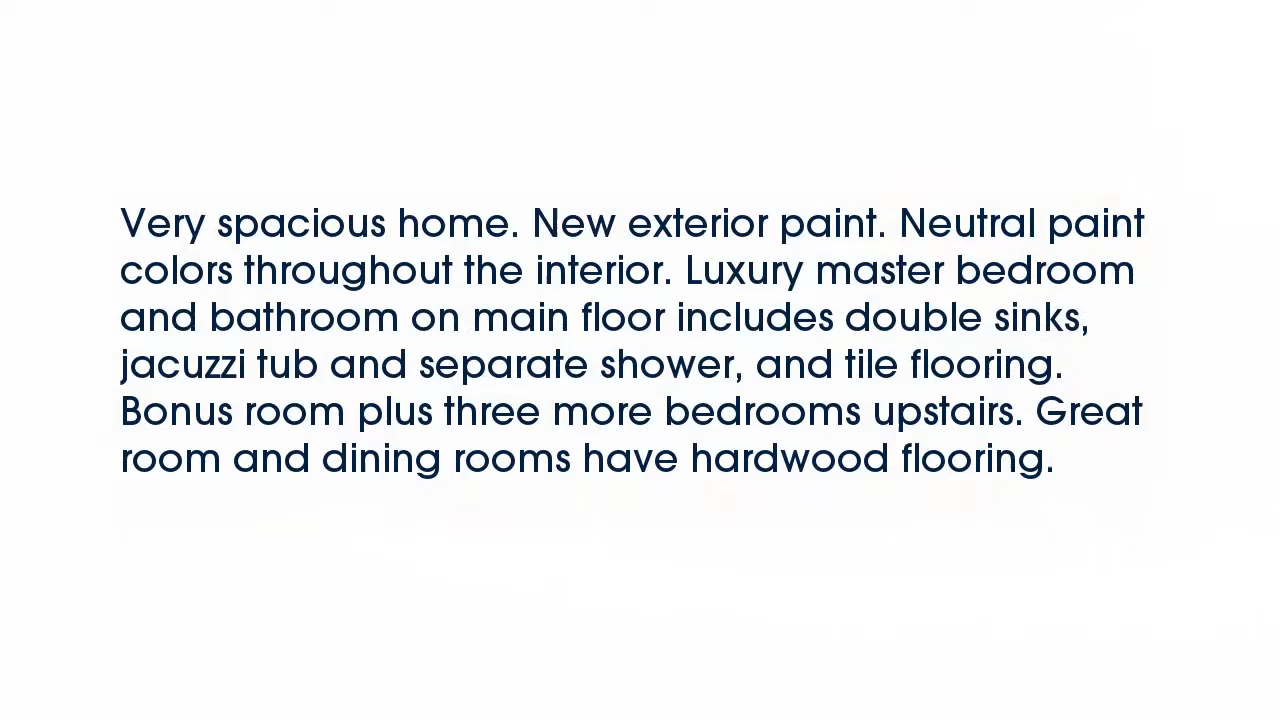 Very spacious home. New exterior paint. Neutral paint
colors throughout the interior. Luxury master bedroom
and bathroom on main floor includes double sinks,
jacuzzi tub and separate shower, and tile flooring.
Bonus room plus three more bedrooms upstairs. Great
room and dining rooms have hardwood flooring.